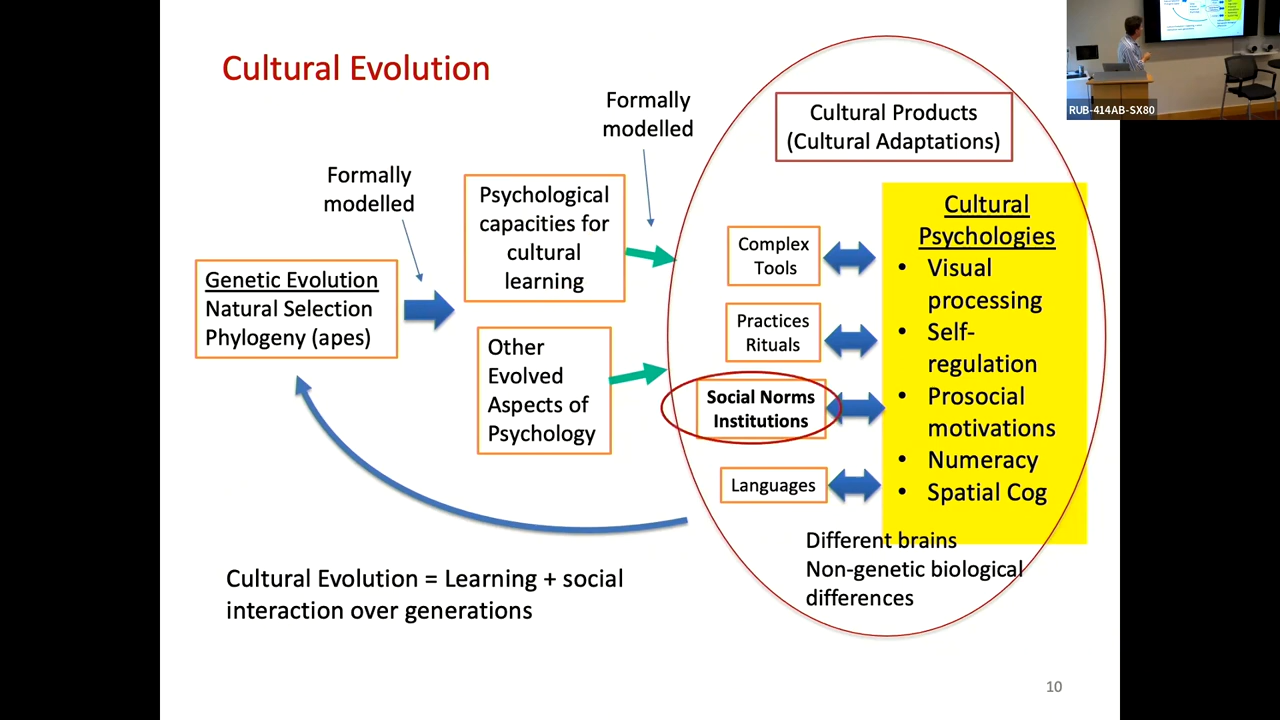 Cultural Evolution
Formally
modelled
Formally
modelled
Genetic Evolution
Natural Selection
Phylogeny (apes)
Psychological
capacities for
cultural
learning
Other
Evolved
Aspects of
Psychology
Cultural Products
(Cultural Adaptations)
Complex
Tools
Practices
Rituals
Social Norms
Institutions
Languages
Cultural
Psychologies
• Visual
processing
• Self-
regulation
• Prosocial
motivations
• Numeracy
• Spatial Cog
Different brains
Non-genetic biological
differences
Cultural Evolution = Learning + social
interaction over generations
10
RUB-414AB-SX80